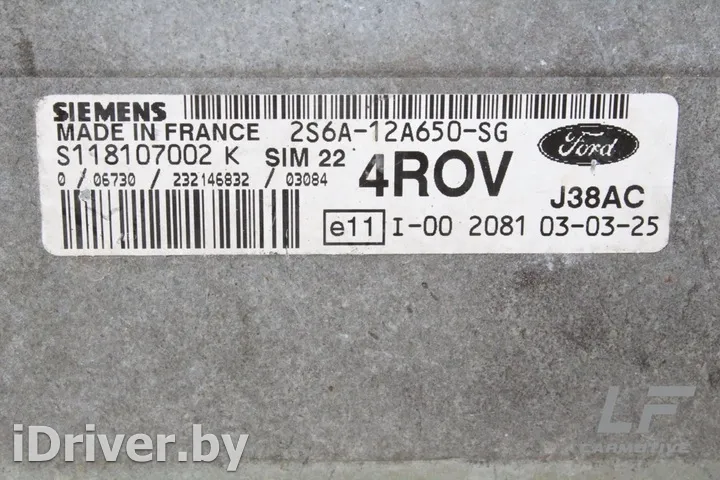 SIEMENS
MADE IN FRANCE 2S6A-12A650-SG
Ford
S118107002 K SIM 22 4ROV J38AC
0 / 06730 / 232146832 / 03084
e11 I-00 2081 03-03-25
LF
CARMOTIVE
iDriver.by